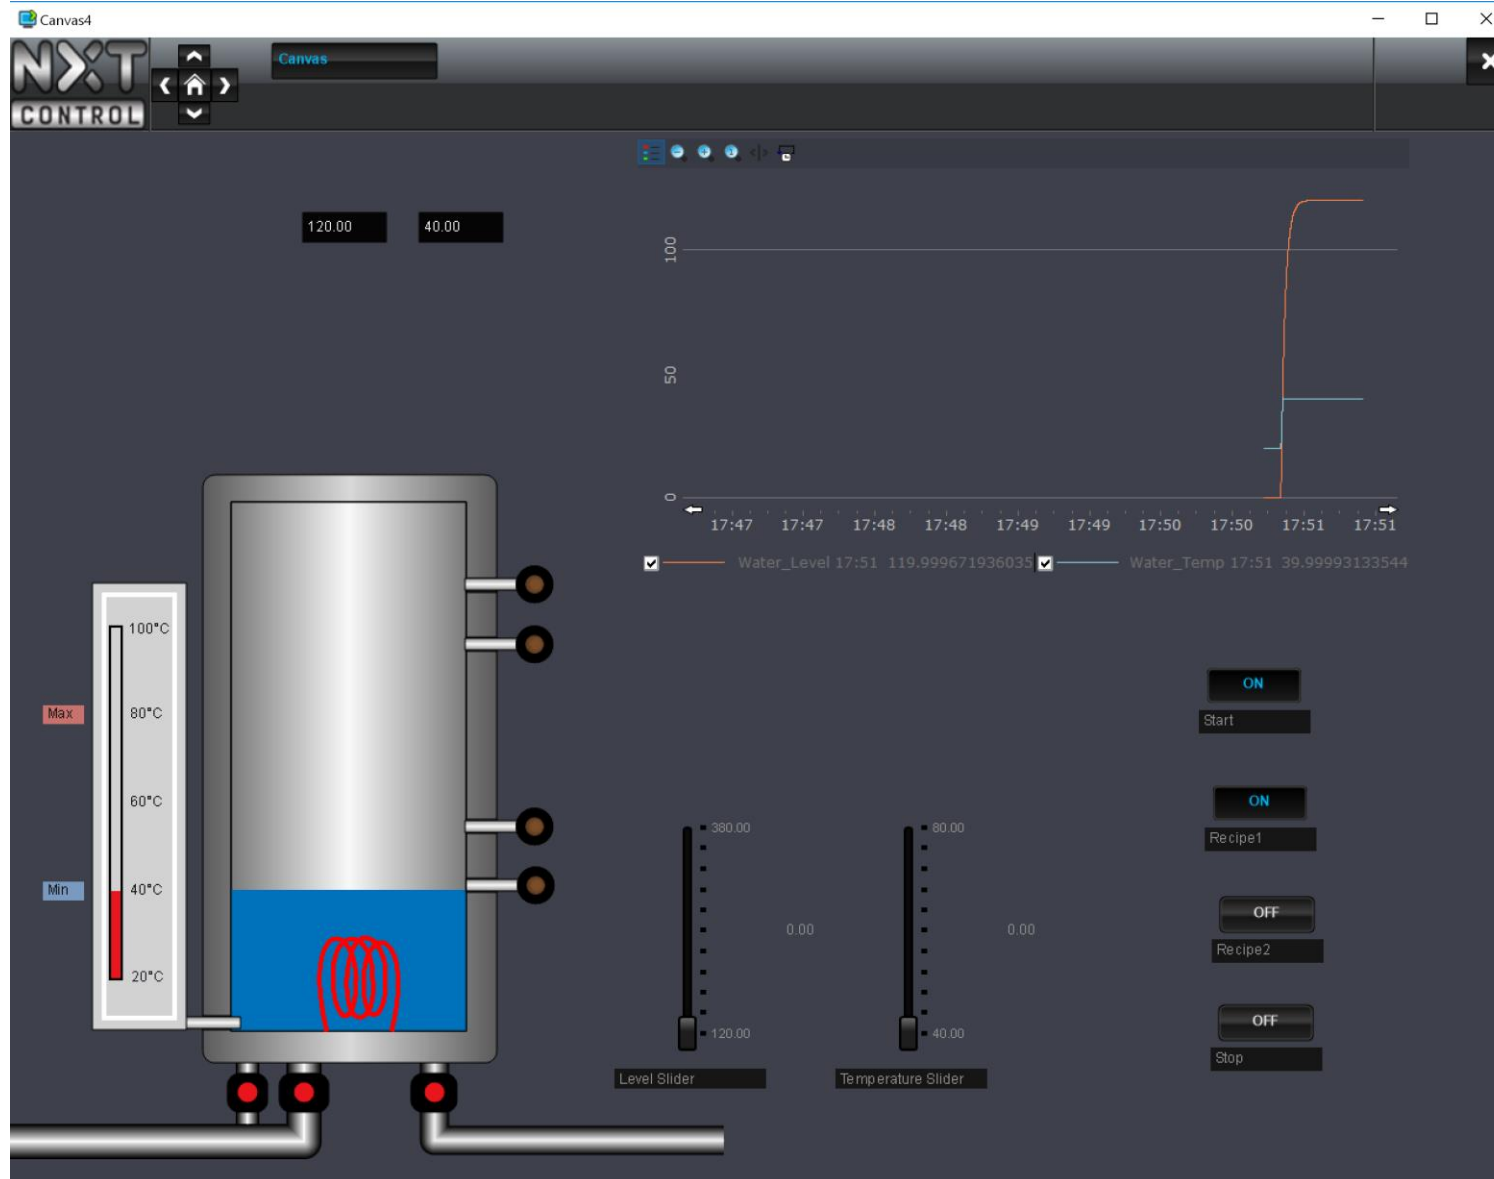 Canvas4
NXT
CONTROL
Canvas
120.00
40.00
100
50
0
17:47 17:47 17:48 17:48 17:49 17:49 17:50 17:50 17:51 17:51
Water_Level 17:51 119.999671936035
Water_Temp 17:51 39.99993133544
100°C
80°C
60°C
40°C
20°C
Max
Min
380.00
0.00
120.00
Level Slider
80.00
0.00
40.00
Temperature Slider
ON
Start
ON
Recipe1
OFF
Recipe2
OFF
Stop